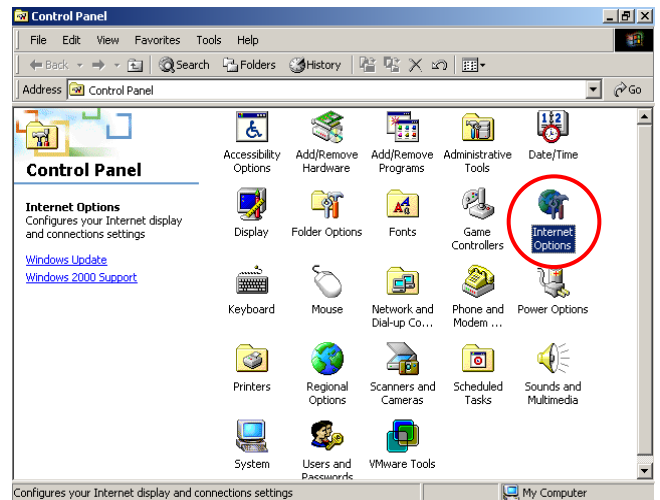 Control Panel
File Edit View Favorites Tools Help
Back Search Folders History
Address Control Panel Go
Control Panel
Internet Options
Configures your Internet display
and connections settings
Windows Update
Windows 2000 Support
Accessibility Options
Add/Remove Hardware
Add/Remove Programs
Administrative Tools
Date/Time
12
Display
Folder Options
Fonts
Game Controllers
Internet Options
Keyboard
Mouse
Network and Dial-up Co...
Phone and Modem ...
Power Options
Printers
Regional Options
Scanners and Cameras
Scheduled Tasks
Sounds and Multimedia
System
Users and Passwords
VMware Tools
Configures your Internet display and connections settings
My Computer